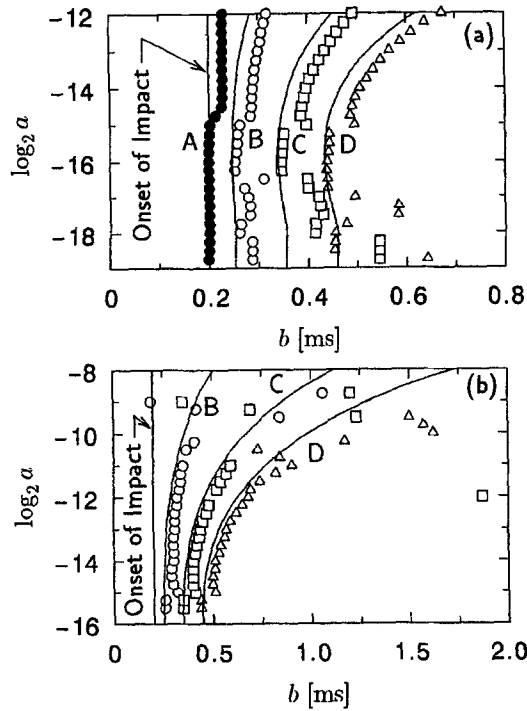 (a)
-12
-14
-16
-18
log₂ a
Onset of Impact
A
B
C
D
0
0.2
0.4
0.6
0.8
b [ms]
(b)
-8
-10
-12
-14
-16
log₂ a
Onset of Impact
B
C
D
0
0.5
1.0
1.5
2.0
b [ms]